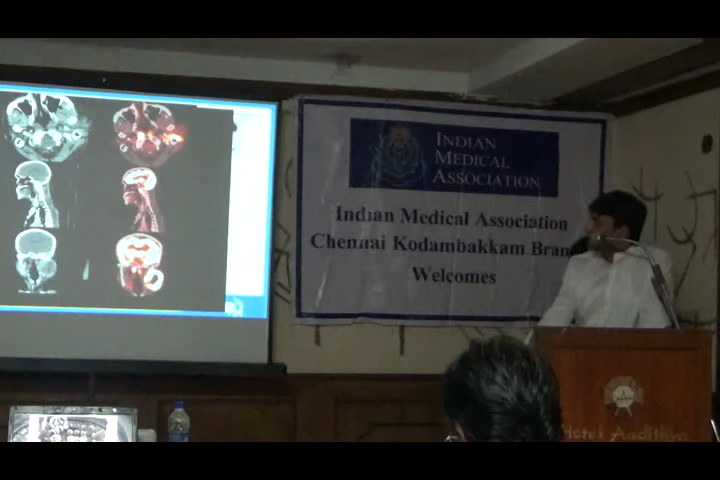 INDIAN
MEDICAL
ASSOCIATION
Indian Medical Association
Chennai Kodambakkam Bran
Welcomes
Hotel Aadithya